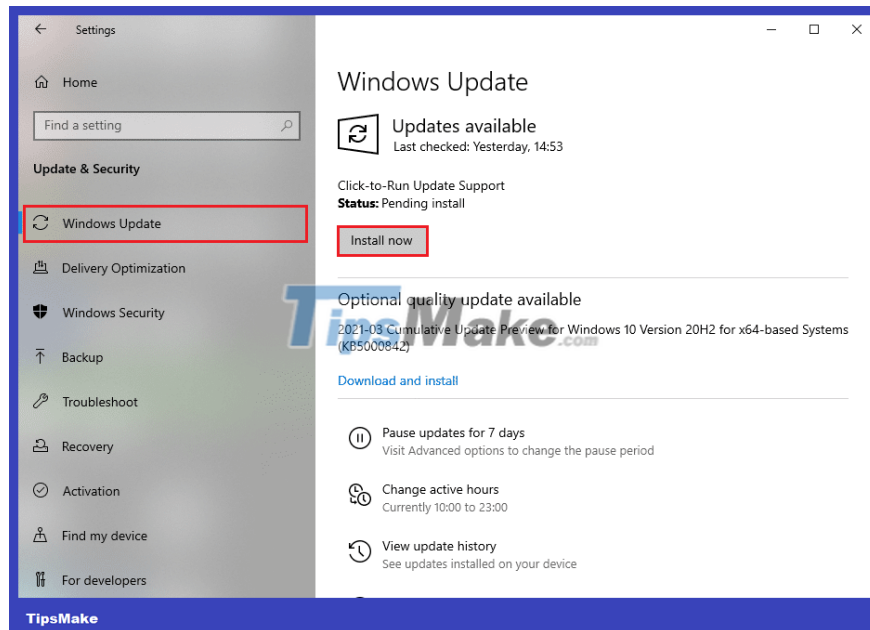 Settings
Home
Find a setting
Update & Security
Windows Update
Delivery Optimization
Windows Security
Backup
Troubleshoot
Recovery
Activation
Find my device
For developers
Windows Update
Updates available
Last checked: Yesterday, 14:53
Click-to-Run Update Support
Status: Pending install
Install now
Optional quality update available
2021-03 Cumulative Update Preview for Windows 10 Version 20H2 for x64-based Systems
(KB5000842)
TipsMake.com
Download and install
Pause updates for 7 days
Visit Advanced options to change the pause period
Change active hours
Currently 10:00 to 23:00
View update history
See updates installed on your device
TipsMake